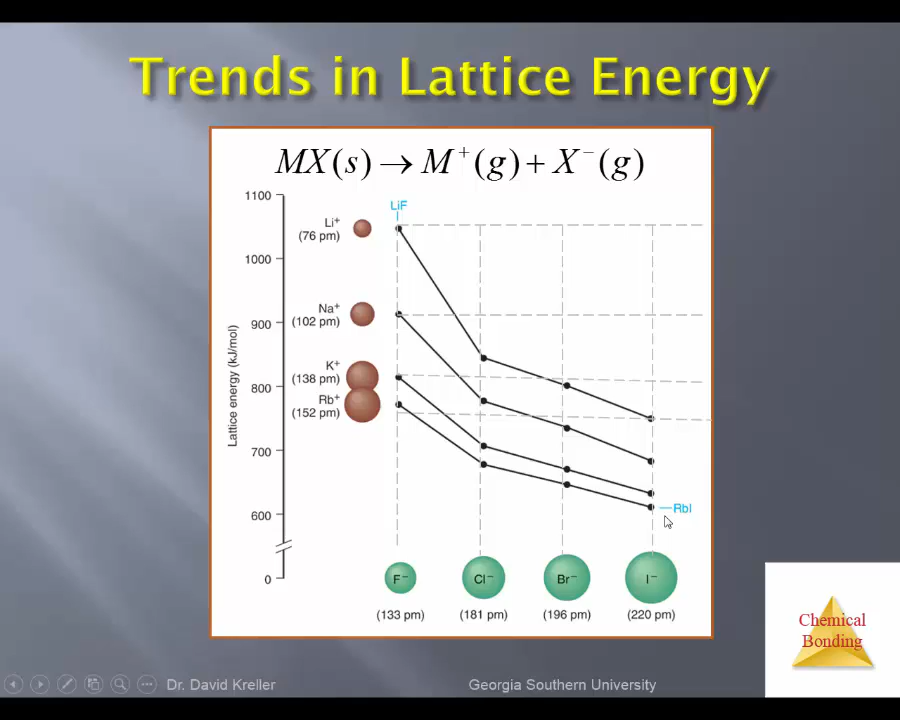 Trends in Lattice Energy
MX(s) → M⁺(g) + X⁻(g)
1100
1000
900
800
700
600
0
Lattice energy (kJ/mol)
Li⁺
(76 pm)
Na⁺
(102 pm)
K⁺
(138 pm)
Rb⁺
(152 pm)
LiF
RbI
F⁻
Cl⁻
Br⁻
I⁻
(133 pm)
(181 pm)
(196 pm)
(220 pm)
Chemical
Bonding
Dr. David Kreller
Georgia Southern University